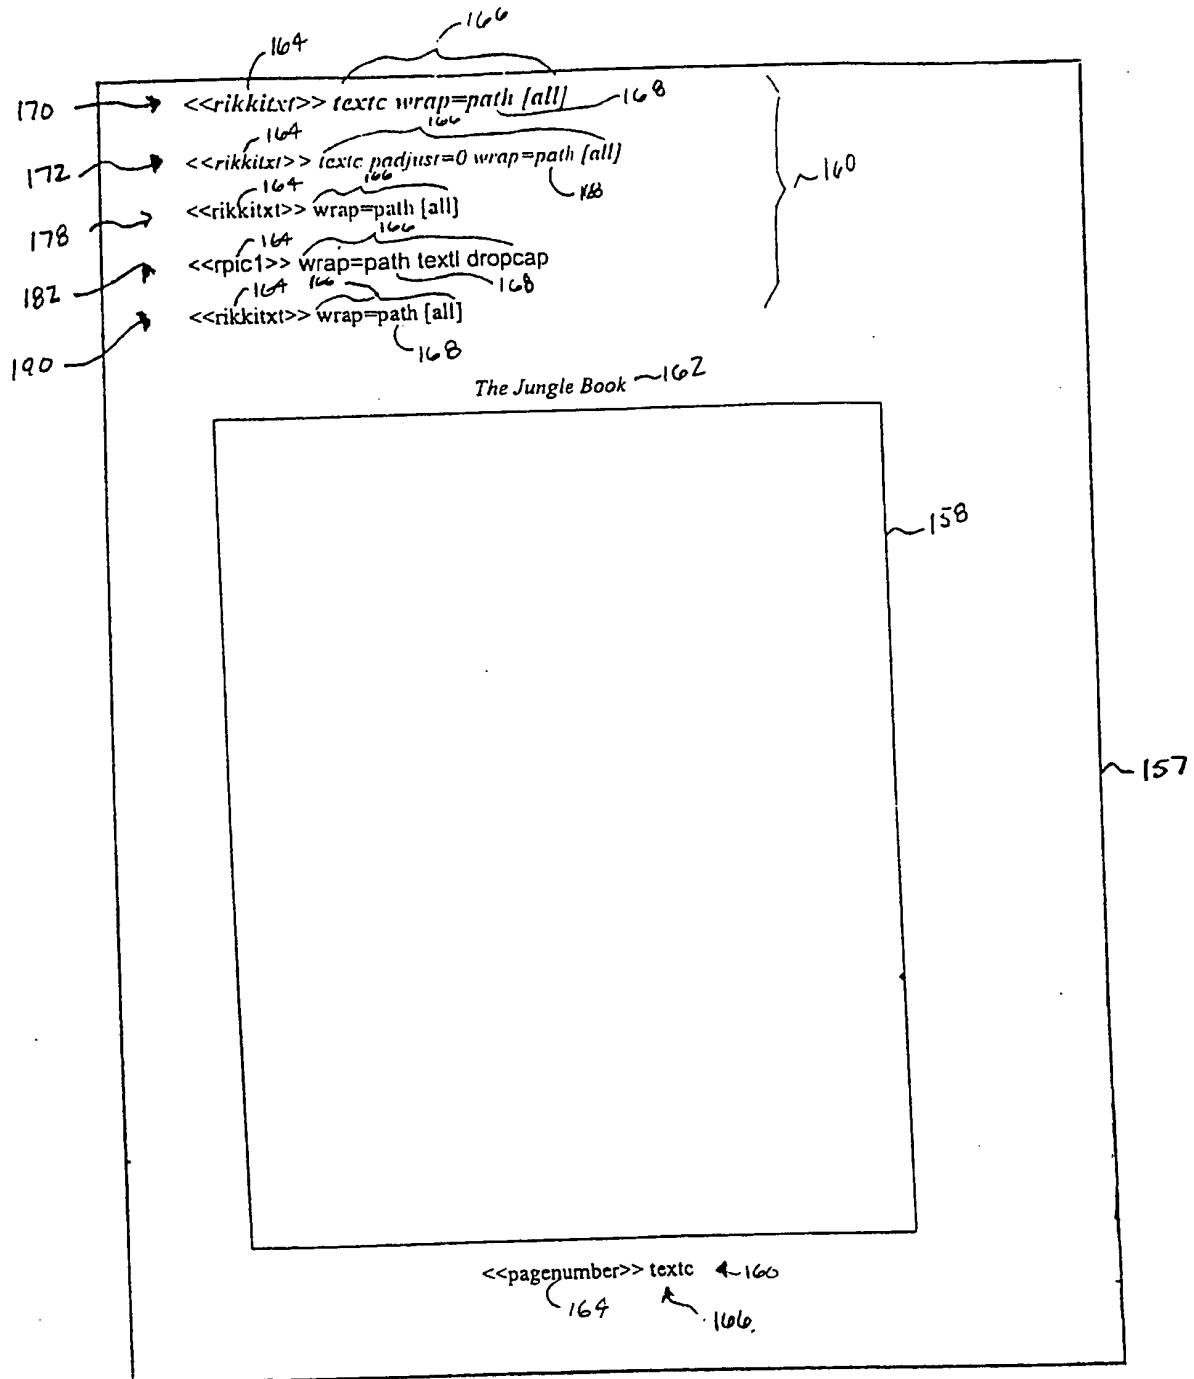 166
164
170 <<rikkitxt>> textc wrap=path [all] 168
164 166
172 <<rikkitxt>> textc padjust=0 wrap=path [all] 160
164 166 168
178 <<rikkitxt>> wrap=path [all]
164 166
182 <<rpic1>> wrap=path textl dropcap
164 166 168
190 <<rikkitxt>> wrap=path [all]
168
The Jungle Book 162
158
157
<<pagenumber>> textc 160
164 166.